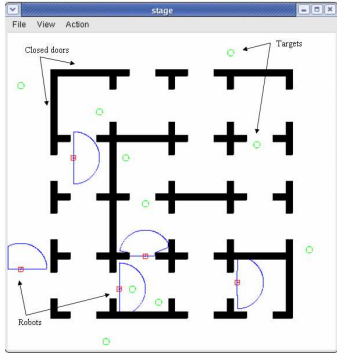 stage
File View Action
Closed doors
Targets
Robots